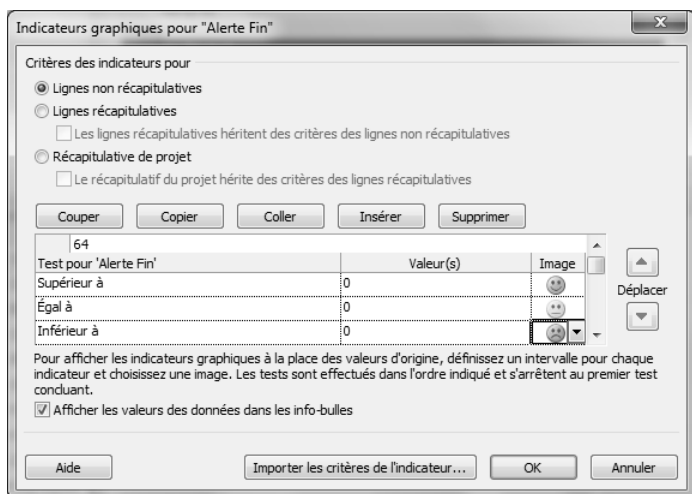 Indicateurs graphiques pour "Alerte Fin"
Critères des indicateurs pour
Lignes non récapitulatives
Lignes récapitulatives
Les lignes récapitulatives héritent des critères des lignes non récapitulatives
Récapitulative de projet
Le récapitulatif du projet hérite des critères des lignes récapitulatives
Couper Copier Coller Insérer Supprimer
64
Test pour 'Alerte Fin' Valeur(s) Image
Supérieur à 0
Égal à 0
Inférieur à 0
Déplacer
Pour afficher les indicateurs graphiques à la place des valeurs d'origine, définissez un intervalle pour chaque
indicateur et choisissez une image. Les tests sont effectués dans l'ordre indiqué et s'arrêtent au premier test
concluant.
Afficher les valeurs des données dans les info-bulles
Aide Importer les critères de l'indicateur... OK Annuler